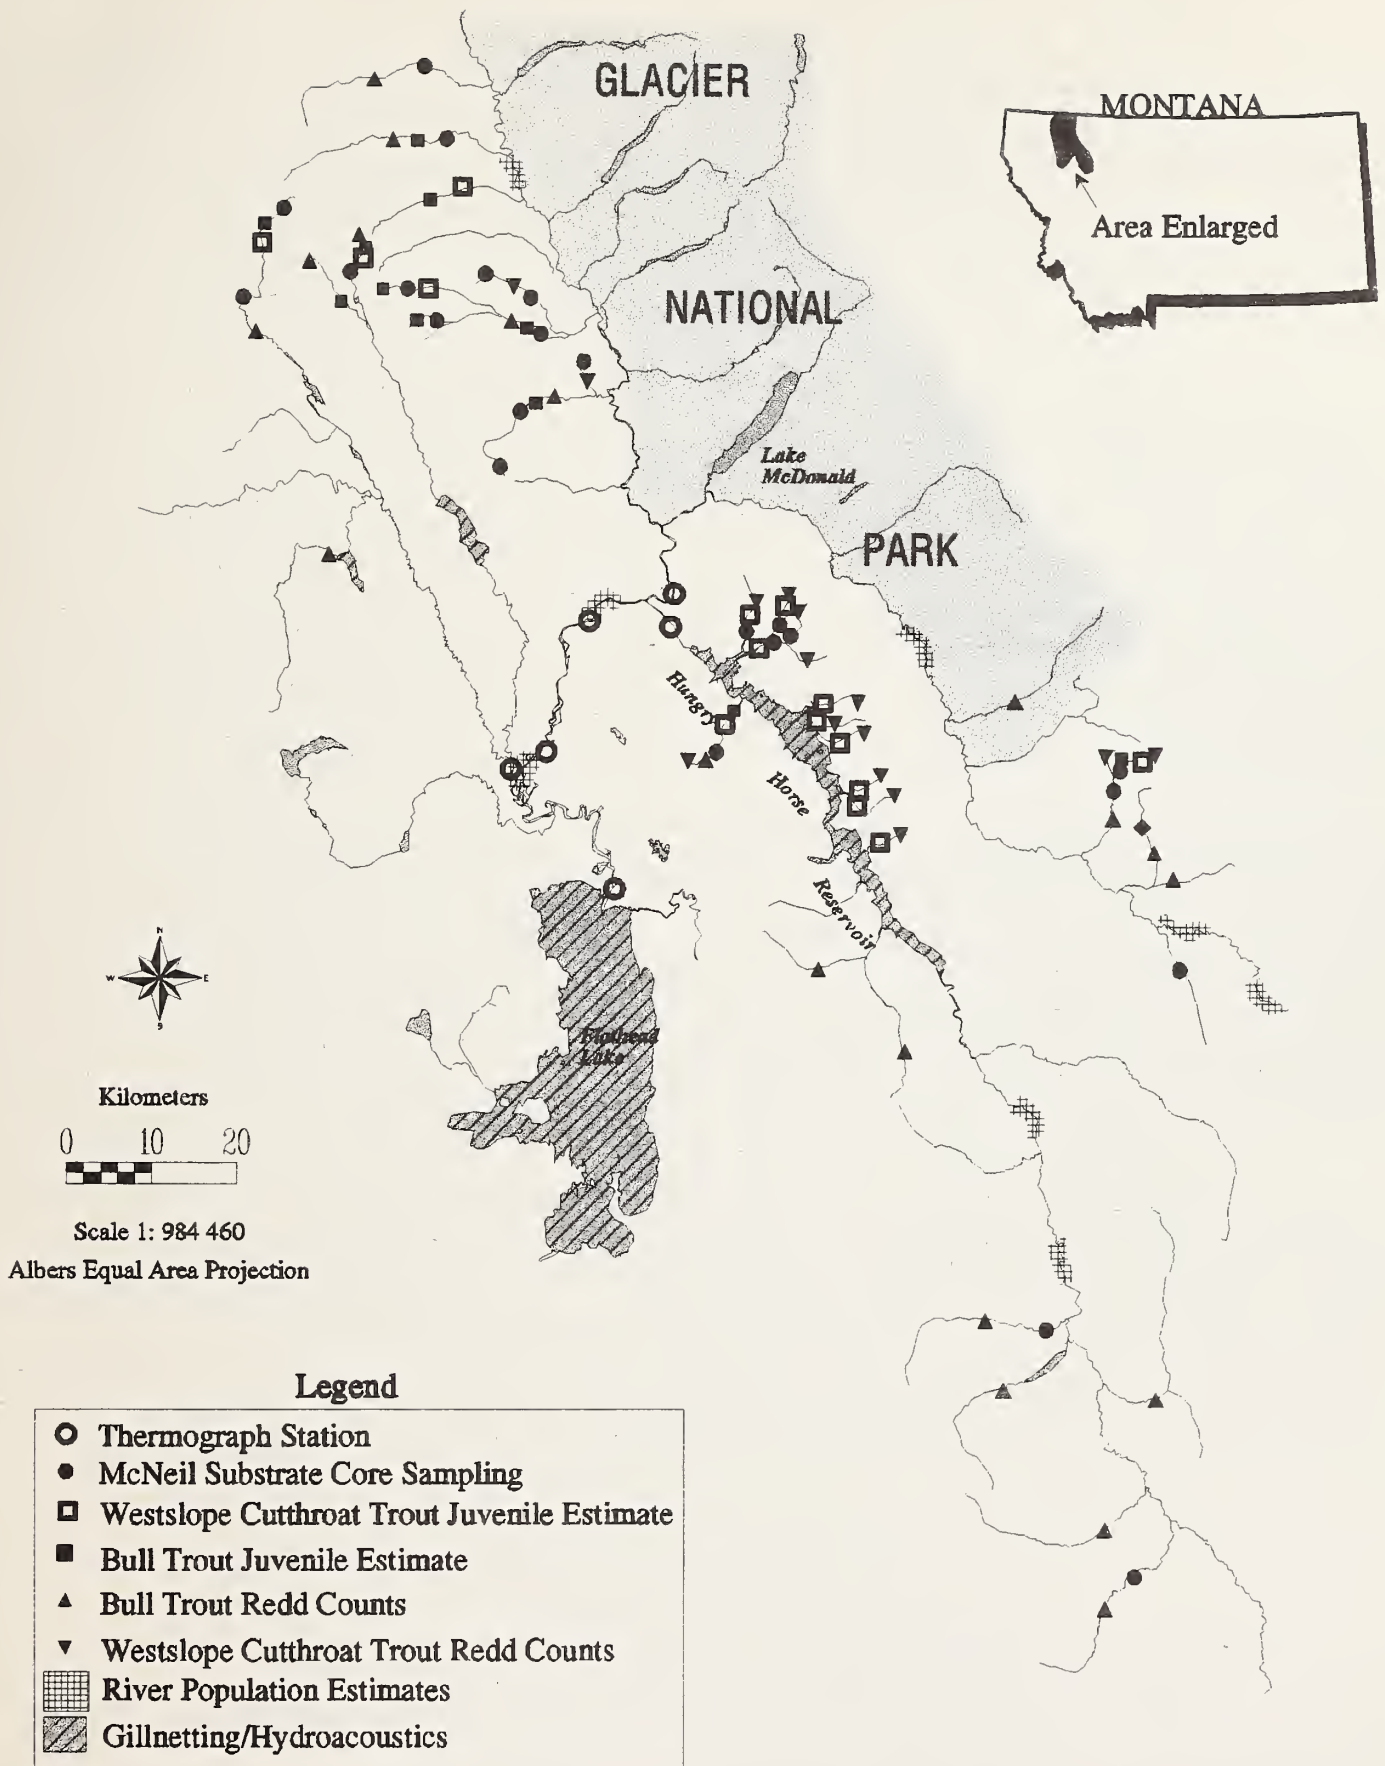 GLACIER
MONTANA
Area Enlarged
NATIONAL
Lake
McDonald
PARK
Hungry
Horse
Reservoir
N
W E
S
Flathead
Lake
Kilometers
0 10 20
Scale 1: 984 460
Albers Equal Area Projection
Legend
Thermograph Station
McNeil Substrate Core Sampling
Westslope Cutthroat Trout Juvenile Estimate
Bull Trout Juvenile Estimate
Bull Trout Redd Counts
Westslope Cutthroat Trout Redd Counts
River Population Estimates
Gillnetting/Hydroacoustics